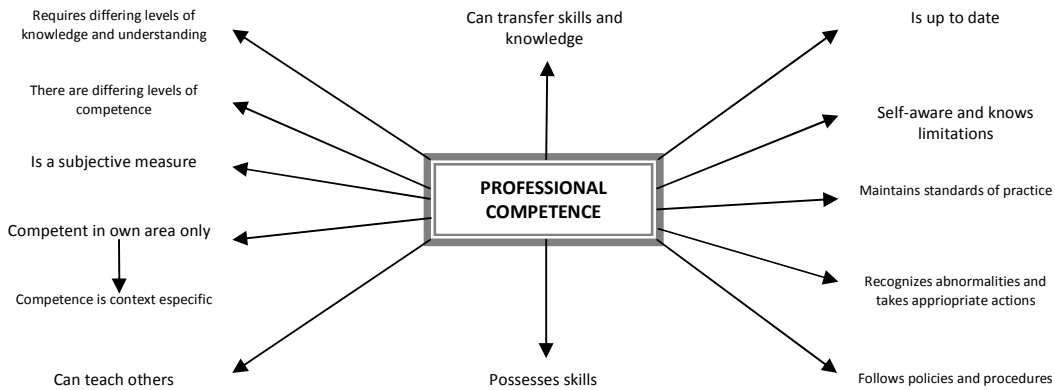 Requires differing levels of
knowledge and understanding
There are differing levels of
competence
Is a subjective measure
Competent in own area only
Competence is context especific
Can teach others
Can transfer skills and
knowledge
PROFESSIONAL
COMPETENCE
Possesses skills
Is up to date
Self-aware and knows
limitations
Maintains standards of practice
Recognizes abnormalities and
takes appriopriate actions
Follows policies and procedures